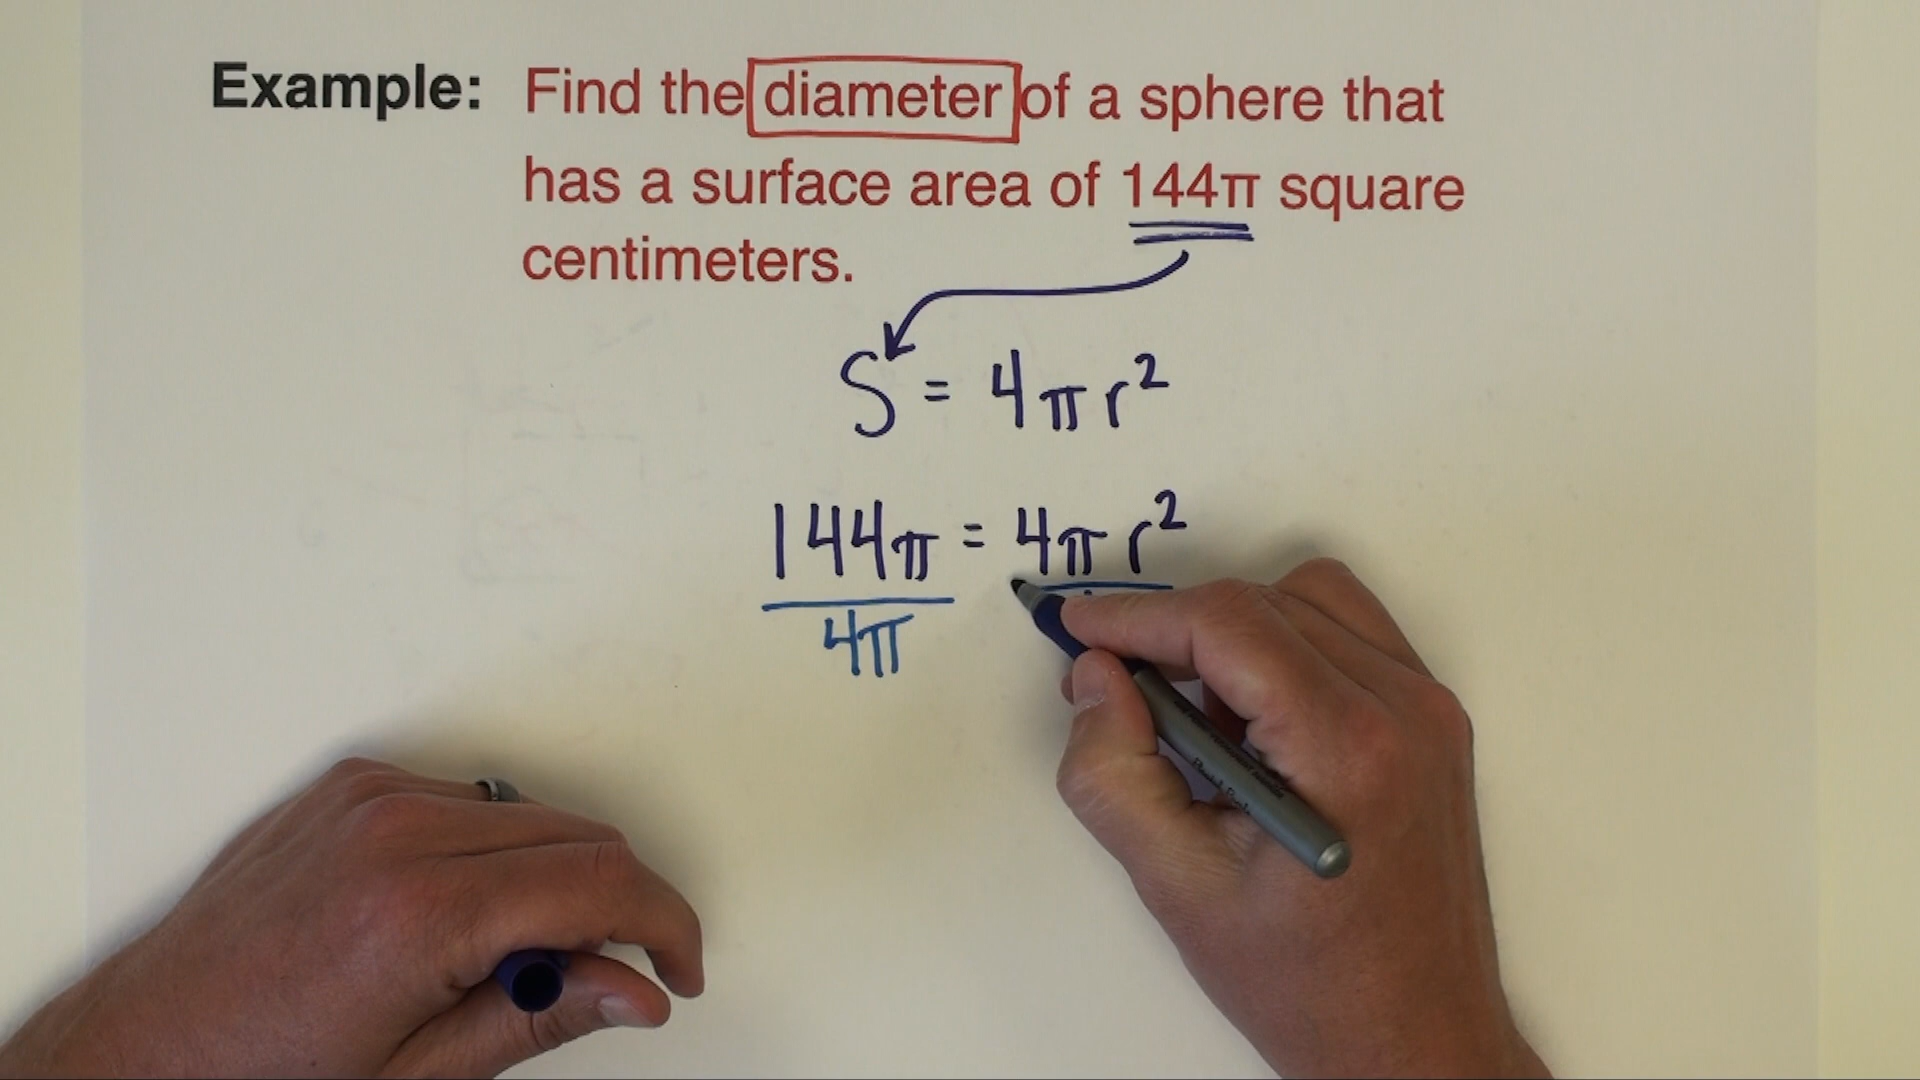 Example: Find the diameter of a sphere that
has a surface area of 144π square
centimeters.
S = 4πr²
144π = 4πr²
4π